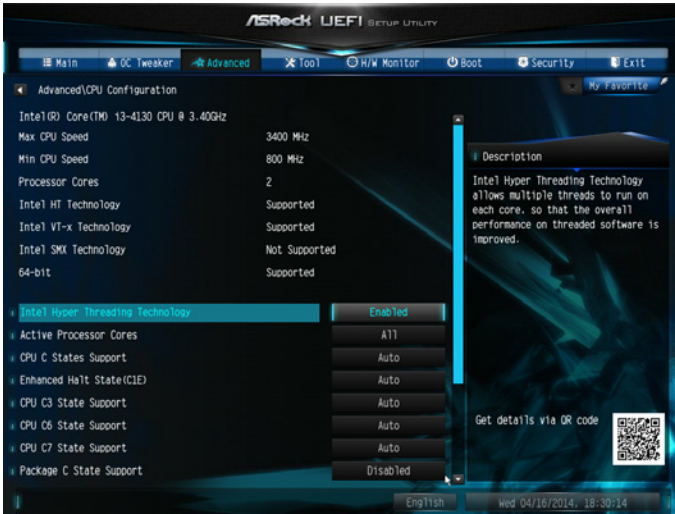 ASRock UEFI SETUP UTILITY
Main OC Tweaker Advanced Tool H/W Monitor Boot Security Exit
Advanced\CPU Configuration
My Favorite
Intel(R) Core(TM) i3-4130 CPU @ 3.40GHz
Max CPU Speed 3400 MHz
Min CPU Speed 800 MHz
Processor Cores 2
Intel HT Technology Supported
Intel VT-x Technology Supported
Intel SMX Technology Not Supported
64-bit Supported
Intel Hyper Threading Technology Enabled
Active Processor Cores All
CPU C States Support Auto
Enhanced Halt State(C1E) Auto
CPU C3 State Support Auto
CPU C6 State Support Auto
CPU C7 State Support Auto
Package C State Support Disabled
Description
Intel Hyper Threading Technology
allows multiple threads to run on
each core. so that the overall
performance on threaded software is
improved.
Get details via QR code
English
Wed 04/16/2014. 18:30:14